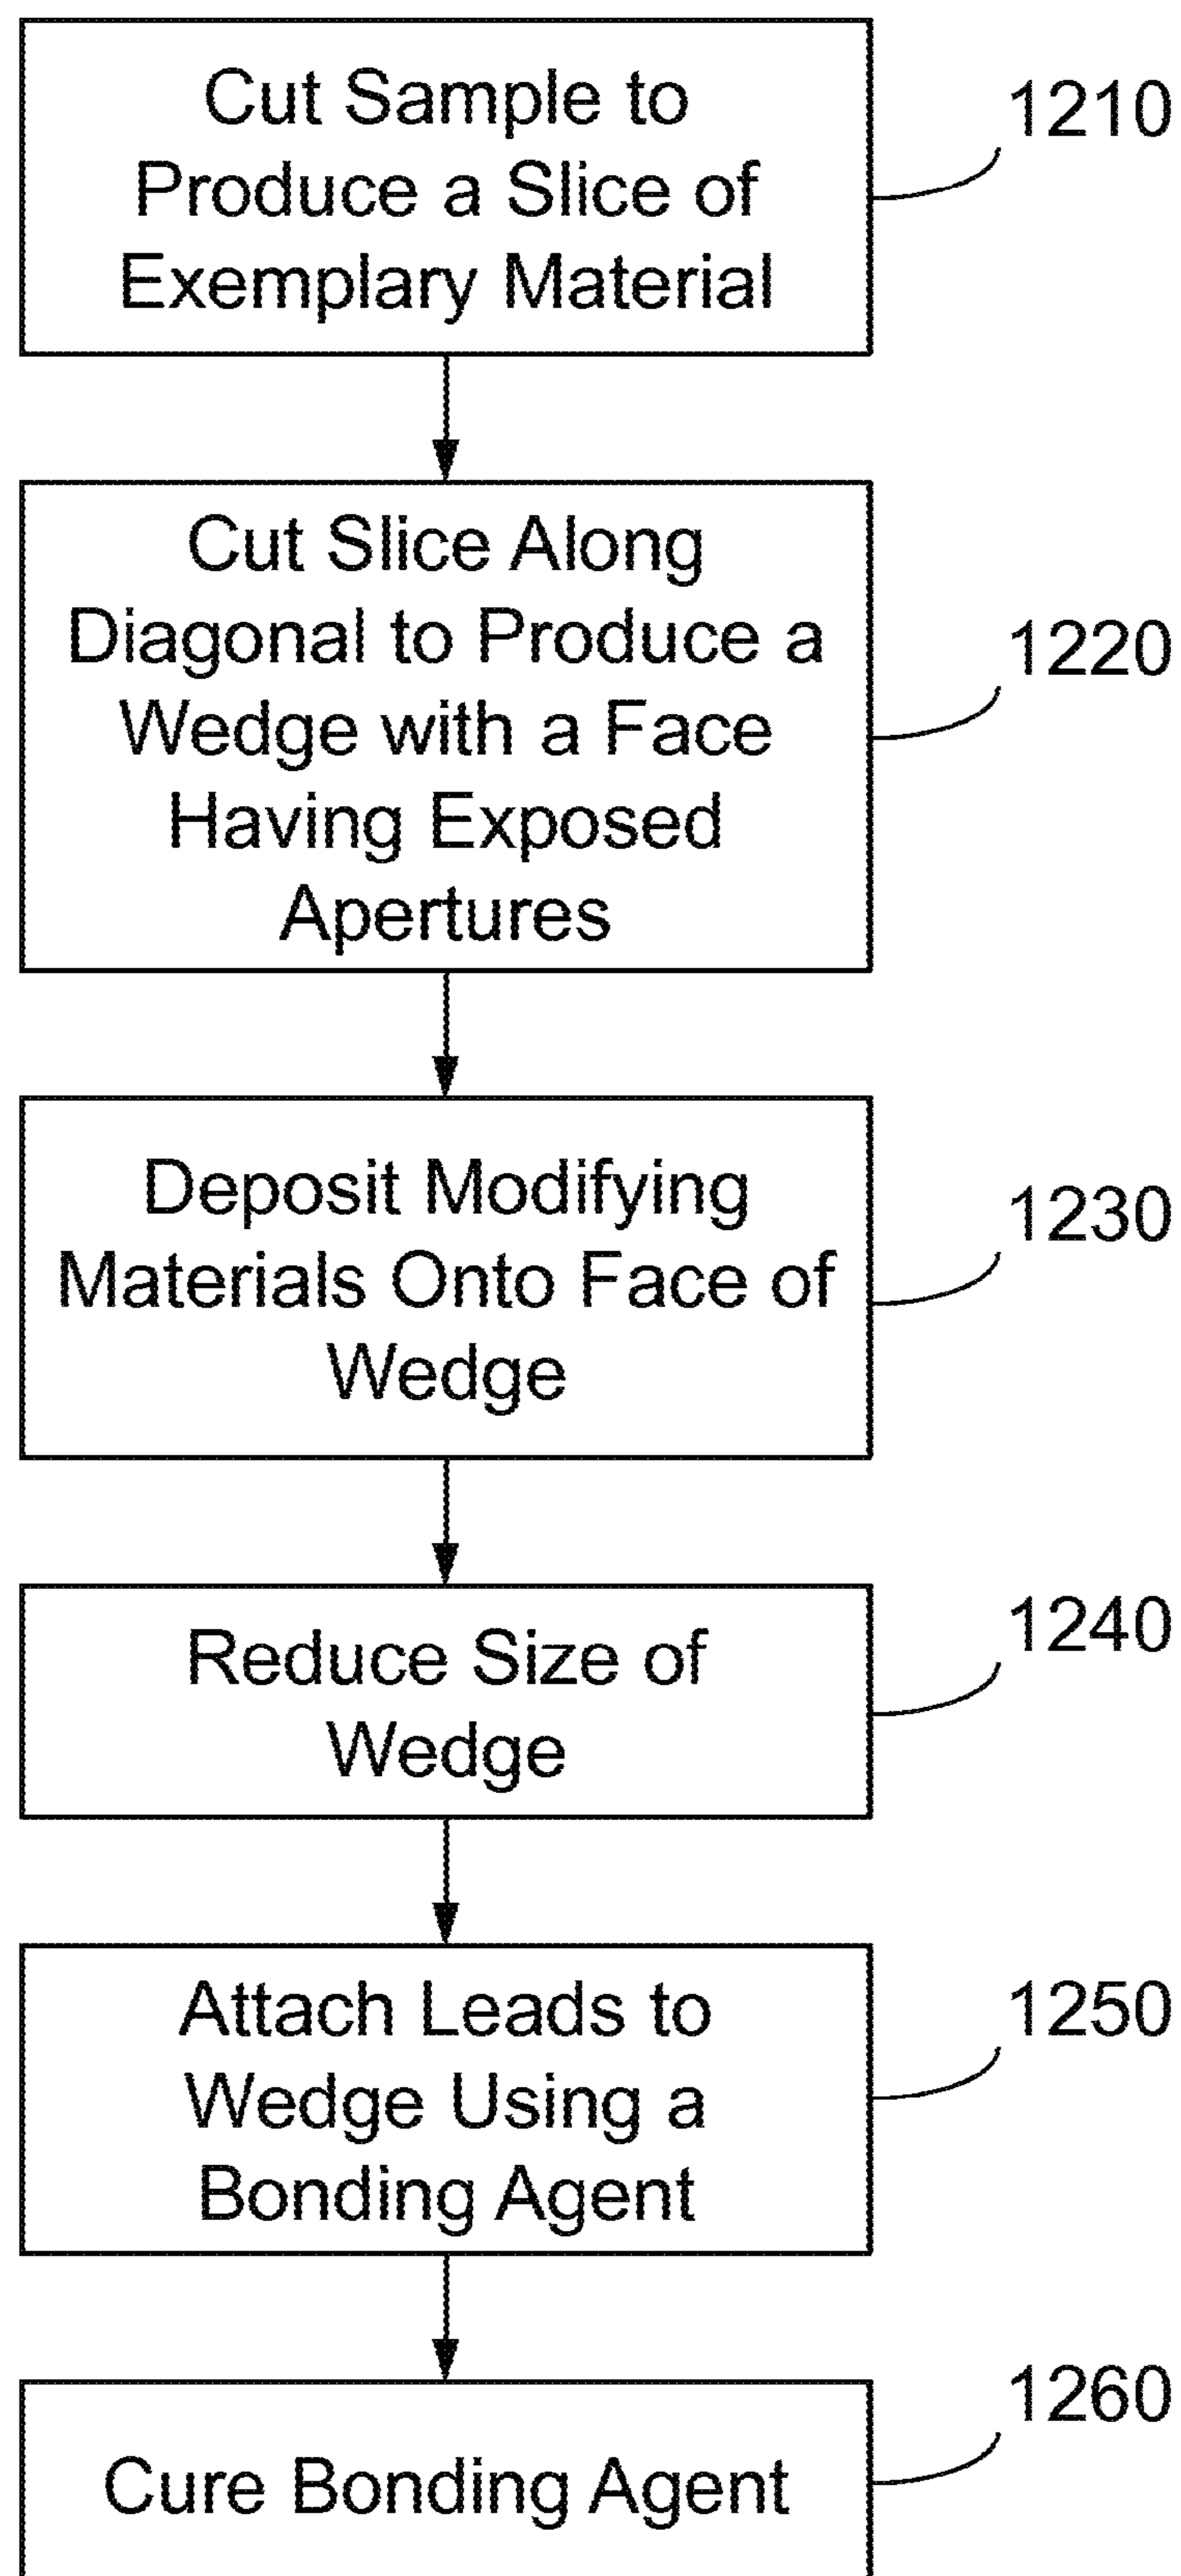 Cut Sample to
Produce a Slice of
Exemplary Material
1210
Cut Slice Along
Diagonal to Produce a
Wedge with a Face
Having Exposed
Apertures
1220
Deposit Modifying
Materials Onto Face of
Wedge
1230
Reduce Size of
Wedge
1240
Attach Leads to
Wedge Using a
Bonding Agent
1250
Cure Bonding Agent
1260